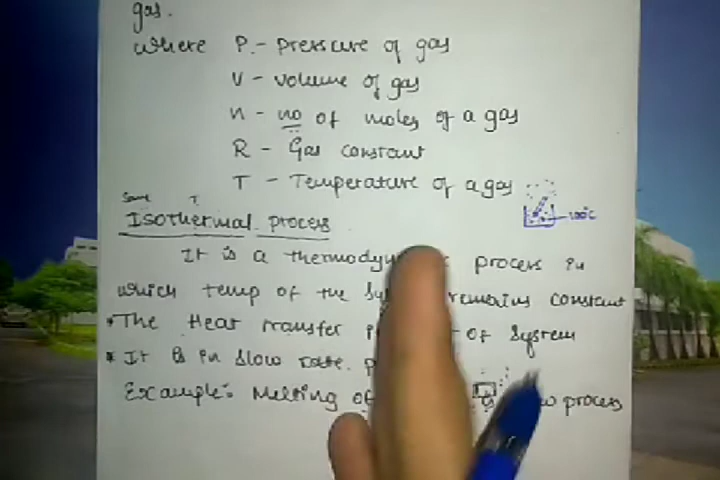 gas.
where P - pressure of gas
V - volume of gas
n - no of moles of a gas
R - Gas constant
T - Temperature of a gas
Same T
100°C
Isothermal process
It is a process in
which temp of the remains constant
* The Heat transfer of system
* It is in slow rate.
Example:- Melting of process